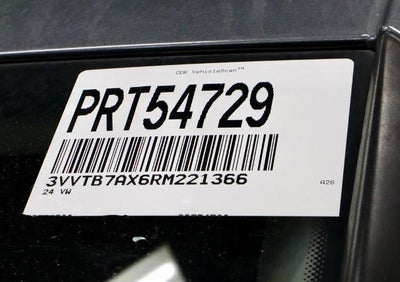 CDK VehicleScan™
PRT54729
3VVTB7AX6RM221366
24 VW
A26